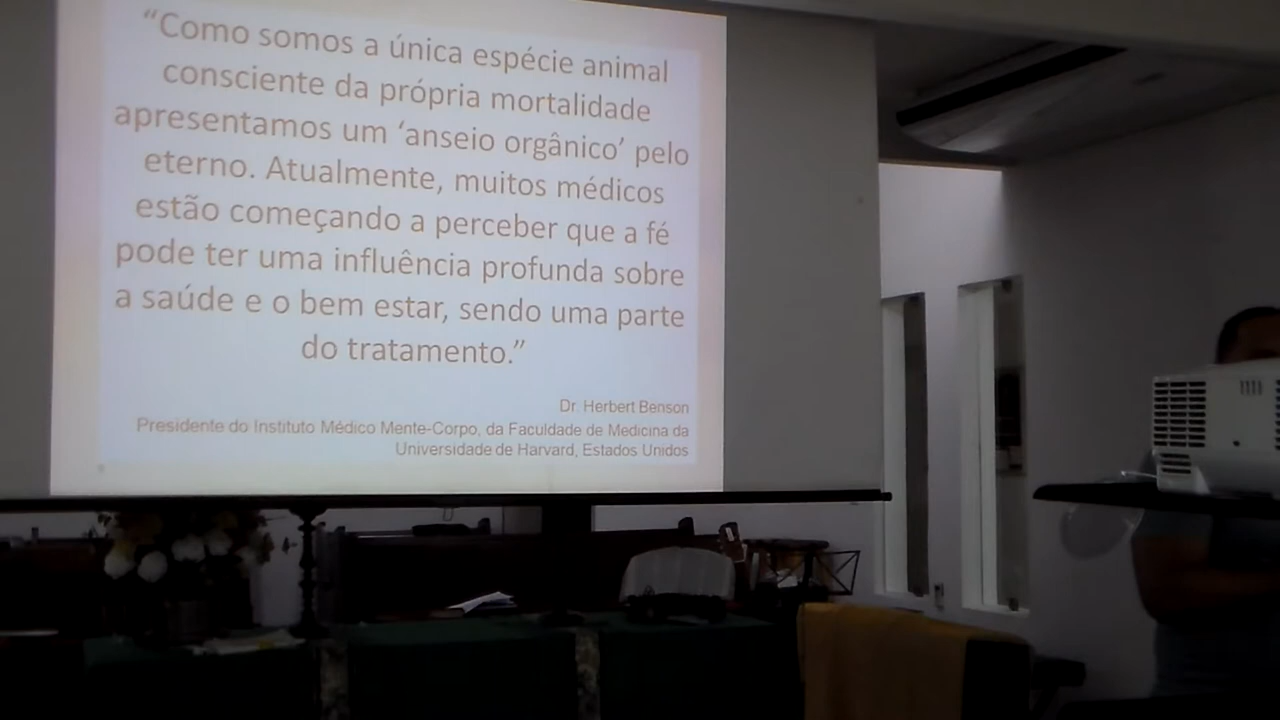 “Como somos a única espécie animal
consciente da própria mortalidade
apresentamos um ‘anseio orgânico’ pelo
eterno. Atualmente, muitos médicos
estão começando a perceber que a fé
pode ter uma influência profunda sobre
a saúde e o bem estar, sendo uma parte
do tratamento.”
Dr. Herbert Benson
Presidente do Instituto Médico Mente-Corpo, da Faculdade de Medicina da
Universidade de Harvard, Estados Unidos